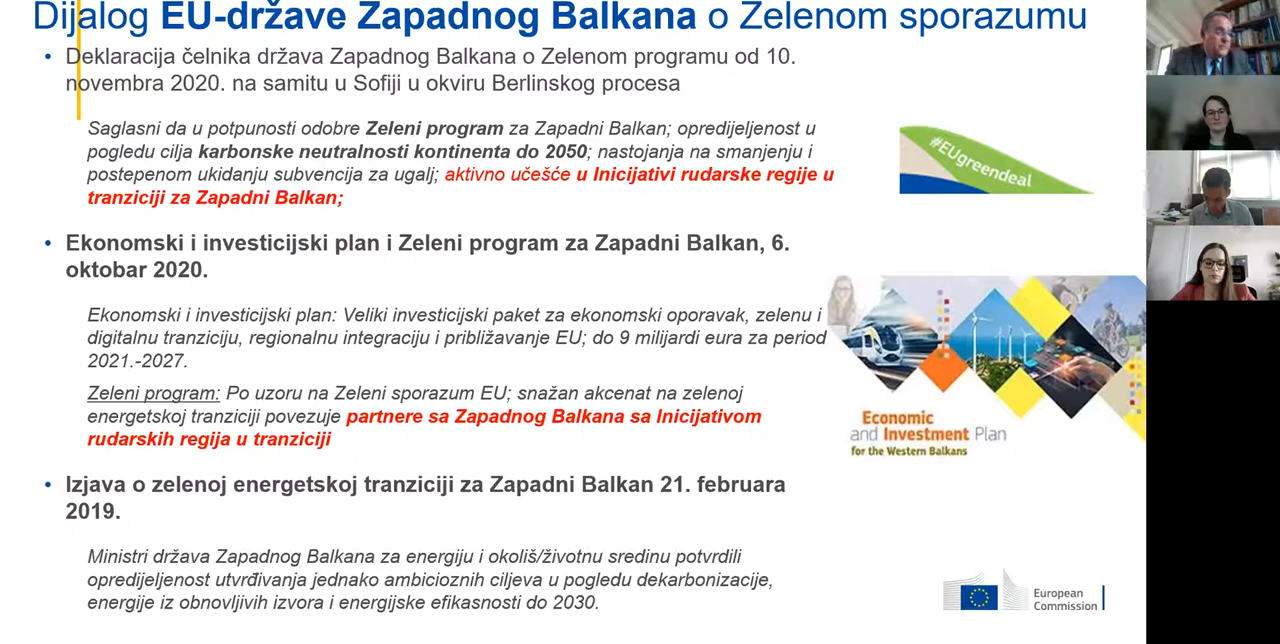 Dijalog EU-države Zapadnog Balkana o Zelenom sporazumu
• Deklaracija čelnika država Zapadnog Balkana o Zelenom programu od 10.
novembra 2020. na samitu u Sofiji u okviru Berlinskog procesa
Saglasni da u potpunosti odobre Zeleni program za Zapadni Balkan; opredijeljenost u
pogledu cilja karbonske neutralnosti kontinenta do 2050; nastojanja na smanjenju i
postepenom ukidanju subvencija za ugalj; aktivno učešće u Inicijativi rudarske regije u
tranziciji za Zapadni Balkan;
#EUgreendeal
• Ekonomski i investicijski plan i Zeleni program za Zapadni Balkan, 6.
oktobar 2020.
Ekonomski i investicijski plan: Veliki investicijski paket za ekonomski oporavak, zelenu i
digitalnu tranziciju, regionalnu integraciju i približavanje EU; do 9 milijardi eura za period
2021.-2027.
Zeleni program: Po uzoru na Zeleni sporazum EU; snažan akcenat na zelenoj
energetskoj tranziciji povezuje partnere sa Zapadnog Balkana sa Inicijativom
rudarskih regija u tranziciji
Economic
and Investment Plan
for the Western Balkans
• Izjava o zelenoj energetskoj tranziciji za Zapadni Balkan 21. februara
2019.
Ministri država Zapadnog Balkana za energiju i okoliš/životnu sredinu potvrdili
opredijeljenost utvrđivanja jednako ambicioznih ciljeva u pogledu dekarbonizacije,
energije iz obnovljivih izvora i energijske efikasnosti do 2030.
European
Commission